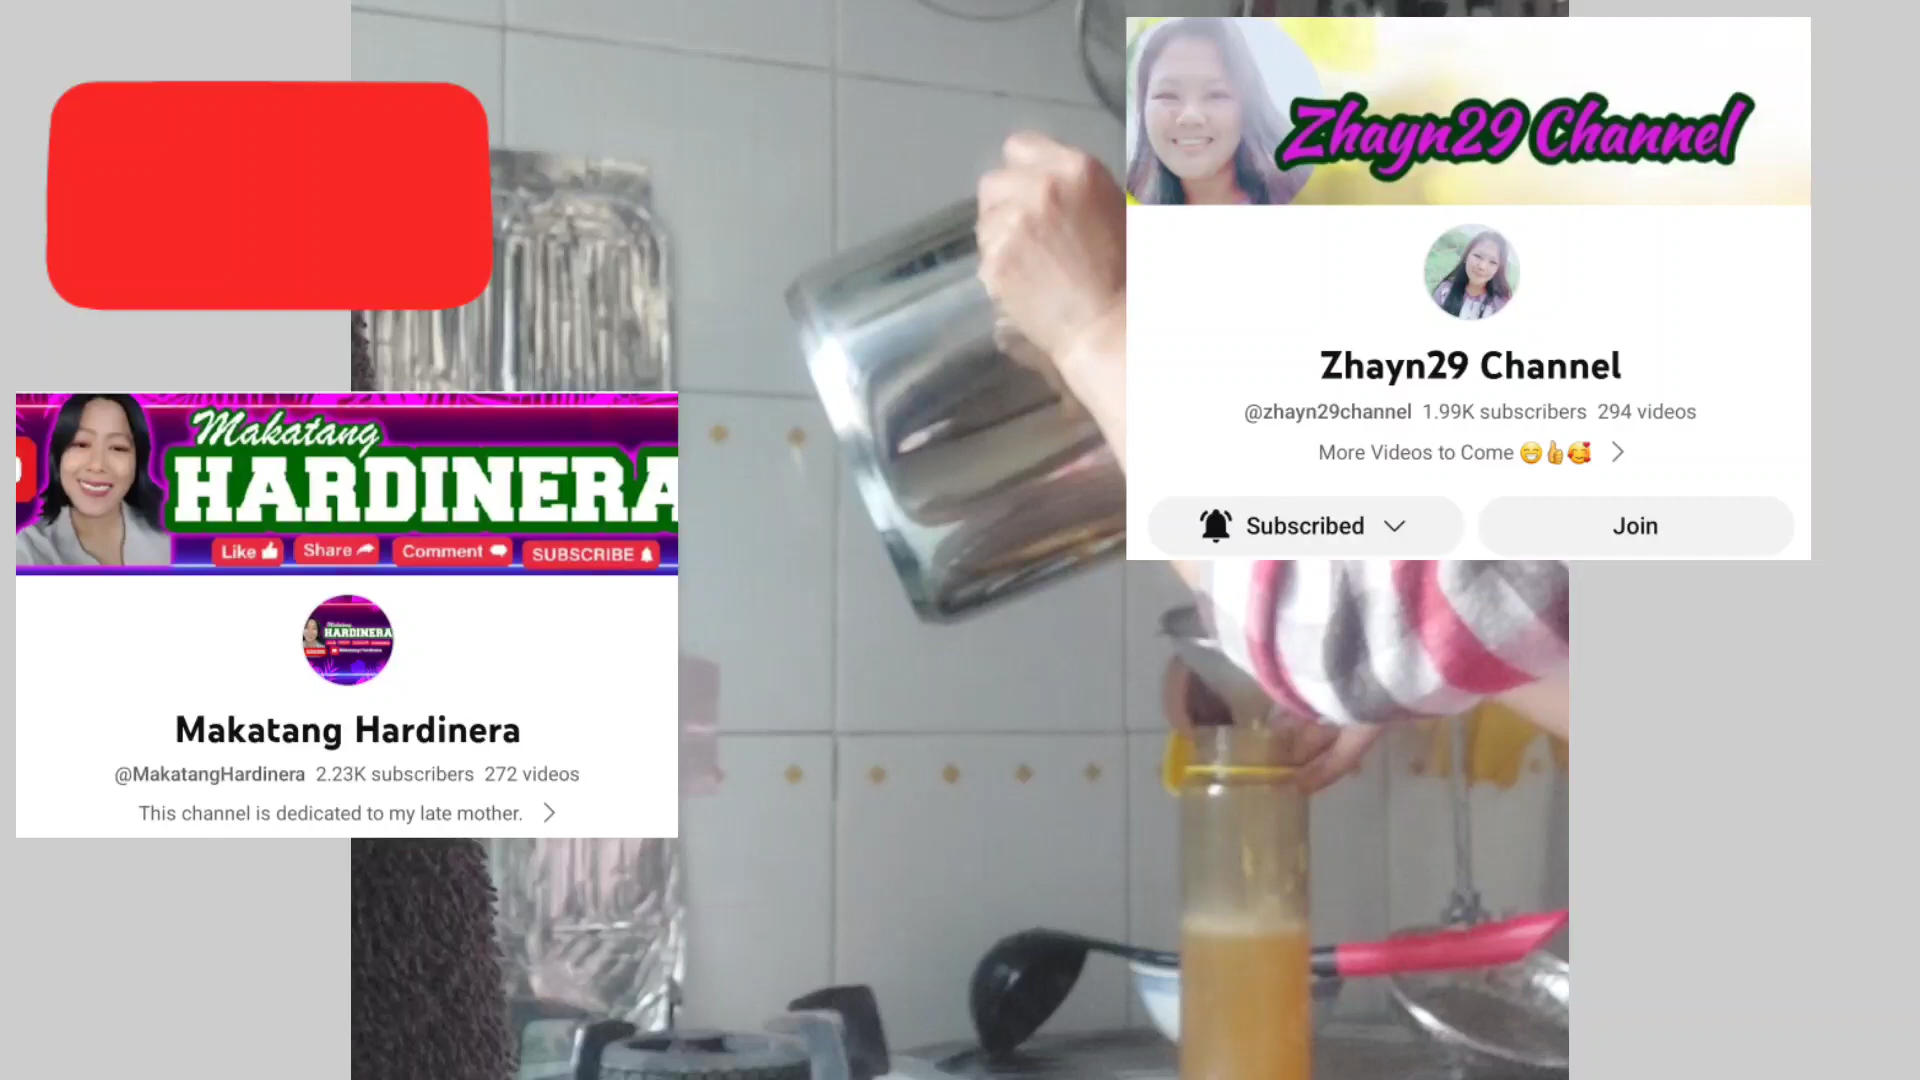 Zhayn29 Channel
Zhayn29 Channel
@zhayn29channel 1.99K subscribers 294 videos
More Videos to Come 😁👍🥰 >
Subscribed
Join
Makatang
HARDINERA
Like
Share
Comment
SUBSCRIBE
HARDINERA
Makatang Hardinera
@MakatangHardinera 2.23K subscribers 272 videos
This channel is dedicated to my late mother. >